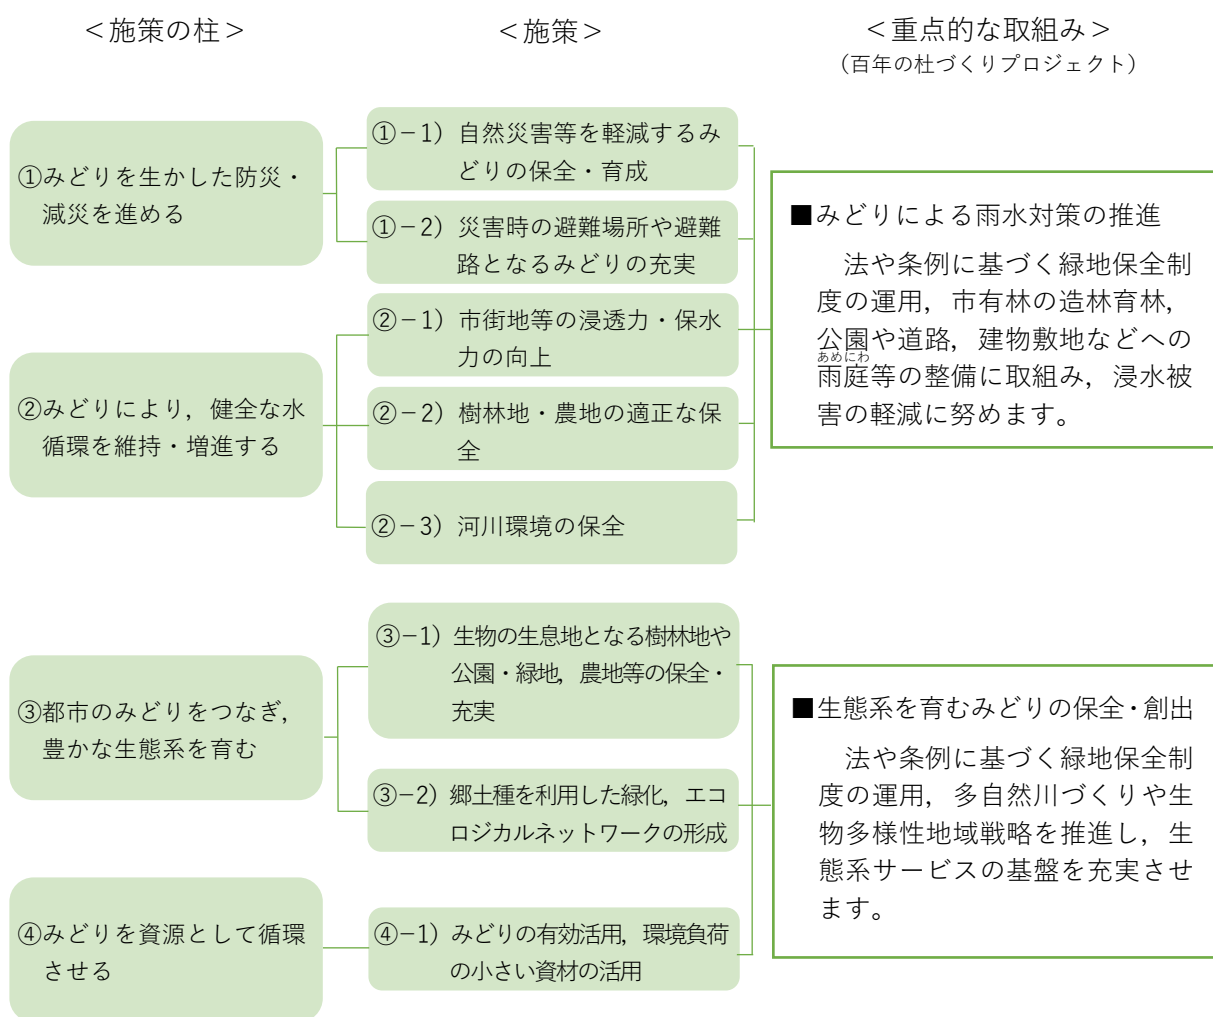 ＜施策の柱＞
＜施策＞
＜重点的な取組み＞
（百年の杜づくりプロジェクト）
①みどりを生かした防災・
減災を進める
①－1）自然災害等を軽減するみ
どりの保全・育成
①－2）災害時の避難場所や避難
路となるみどりの充実
②みどりにより，健全な水
循環を維持・増進する
②－1）市街地等の浸透力・保水
力の向上
②－2）樹林地・農地の適正な保
全
②－3）河川環境の保全
■みどりによる雨水対策の推進
法や条例に基づく緑地保全制
度の運用，市有林の造林育林，
公園や道路，建物敷地などへの
あめにわ
雨庭等の整備に取組み，浸水被
害の軽減に努めます。
③都市のみどりをつなぎ，
豊かな生態系を育む
③－1）生物の生息地となる樹林地や
公園・緑地，農地等の保全・
充実
③－2）郷土種を利用した緑化，エコ
ロジカルネットワークの形成
④みどりを資源として循環
させる
④－1）みどりの有効活用，環境負荷
の小さい資材の活用
■生態系を育むみどりの保全・創出
法や条例に基づく緑地保全制
度の運用，多自然川づくりや生
物多様性地域戦略を推進し，生
態系サービスの基盤を充実させ
ます。